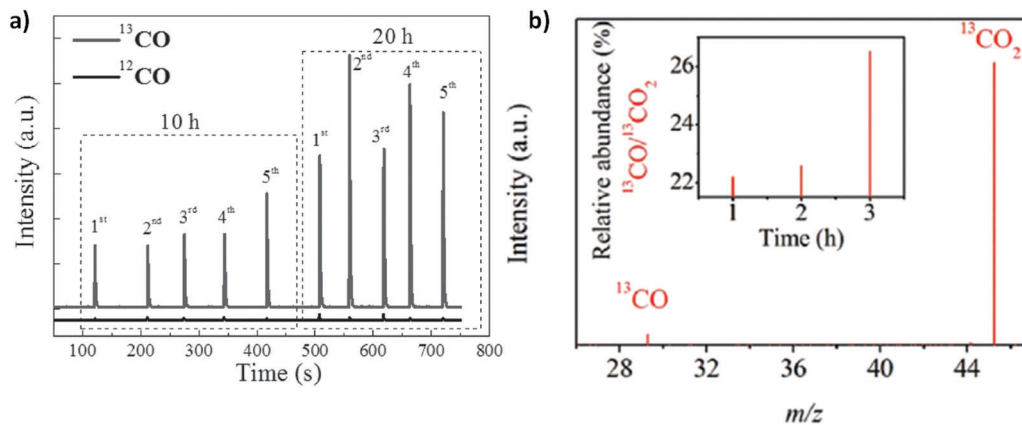 a)
¹³CO
¹²CO
10 h
20 h
1ˢᵗ
2ⁿᵈ
3ʳᵈ
4ᵗʰ
5ᵗʰ
1ˢᵗ
2ⁿᵈ
3ʳᵈ
4ᵗʰ
5ᵗʰ
Intensity (a.u.)
100 200 300 400 500 600 700 800
Time (s)
b)
Intensity (a.u.)
Relative abundance (%)
¹³CO/¹³CO₂
26
24
22
1 2 3
Time (h)
¹³CO
¹³CO₂
28 32 36 40 44
m/z